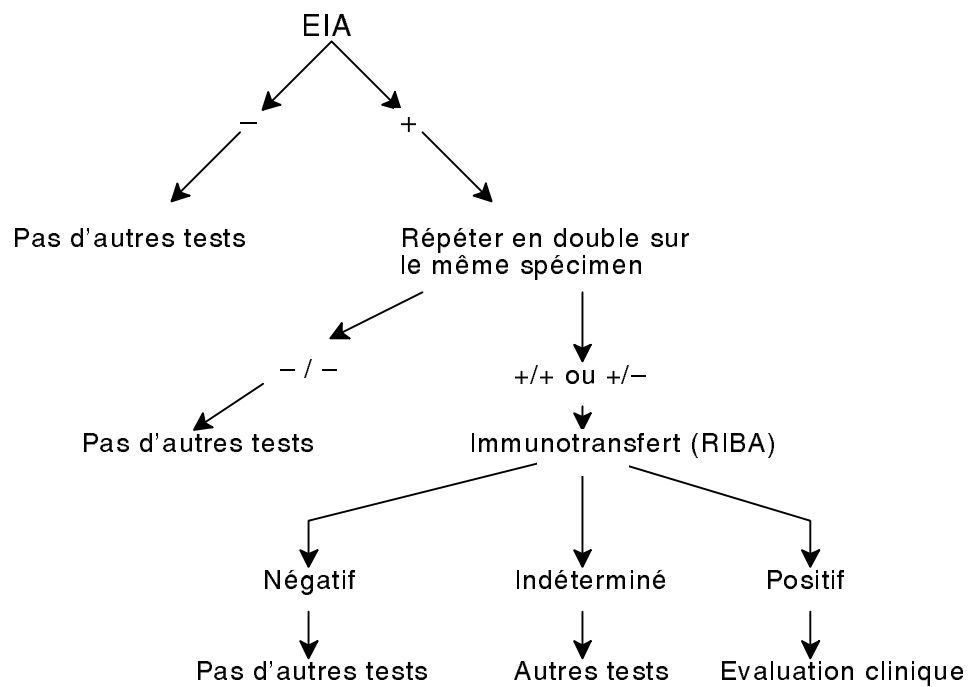 EIA
–
+
Pas d'autres tests
Répéter en double sur
le même spécimen
– / –
+/+ ou +/–
Pas d'autres tests
Immunotransfert (RIBA)
Négatif
Indéterminé
Positif
Pas d'autres tests
Autres tests
Evaluation clinique